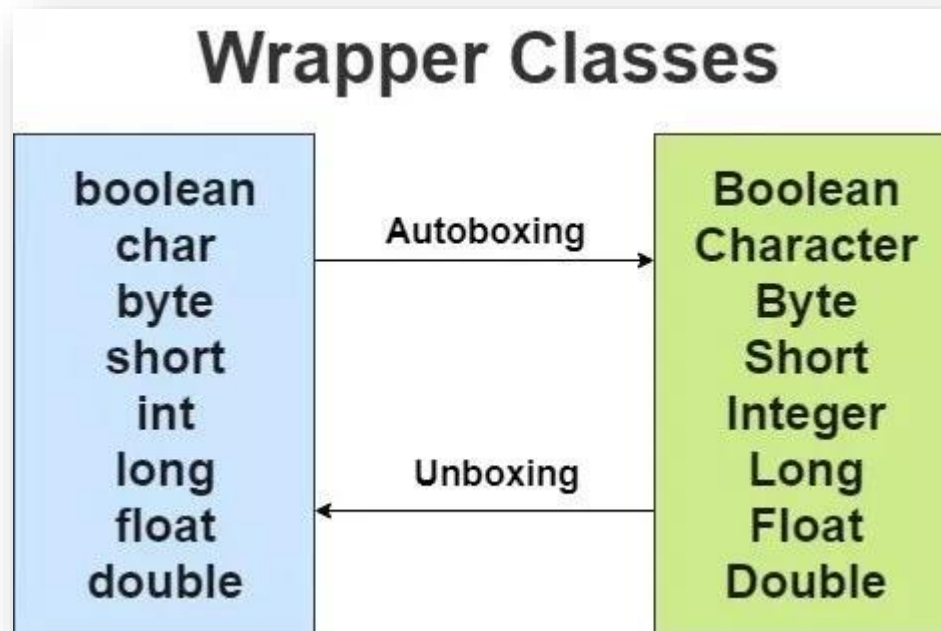 Wrapper Classes
boolean
char
byte
short
int
long
float
double
Autoboxing
Unboxing
Boolean
Character
Byte
Short
Integer
Long
Float
Double